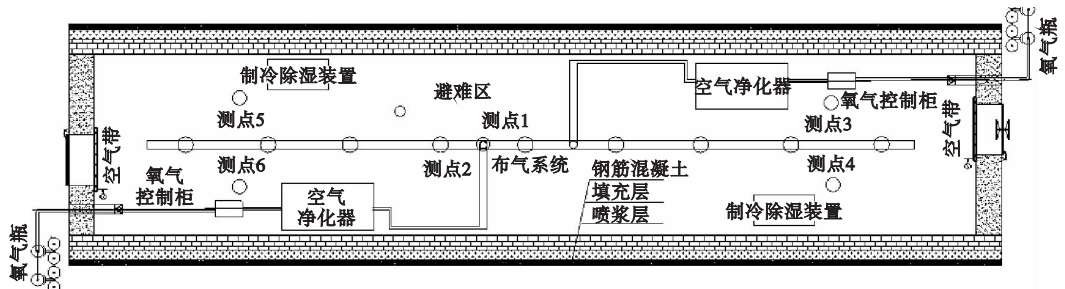 制冷除湿装置
避难区
空气净化器
氧气瓶
氧气控制柜
测点5
测点1
测点3
空气带
空气带
测点6
测点2
布气系统
钢筋混凝土
测点4
氧气
控制柜
空气
净化器
填充层
制冷除湿装置
喷浆层
氧气瓶